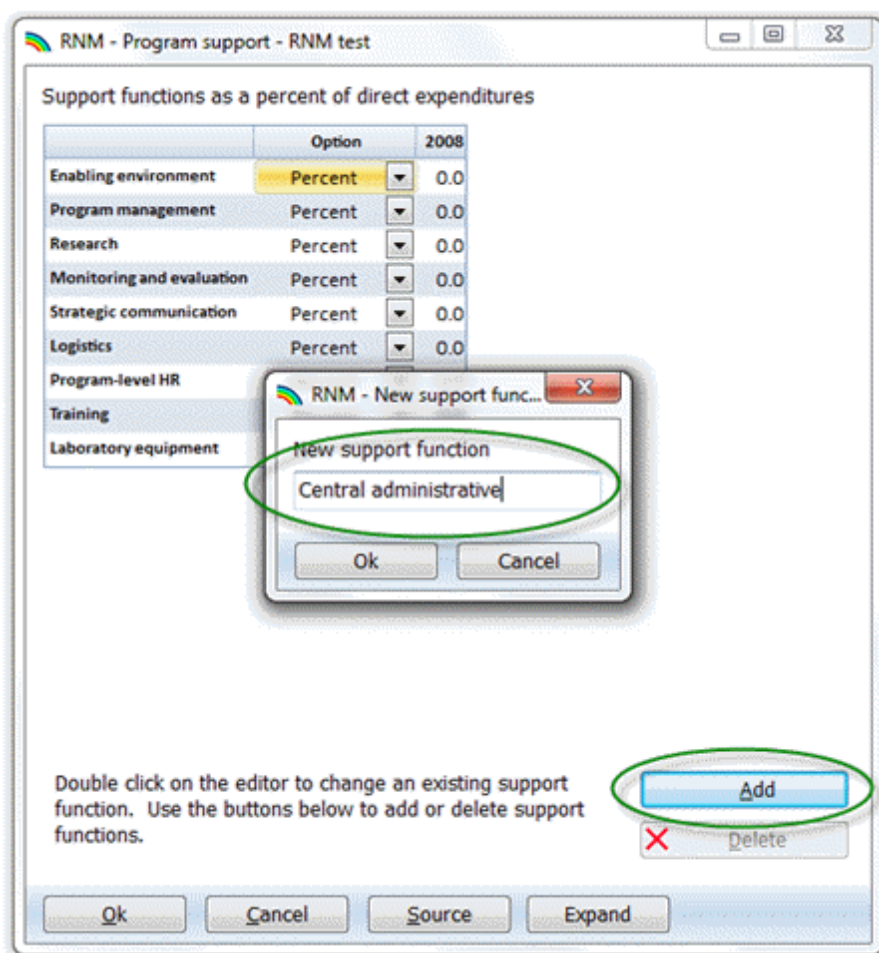 RNM - Program support - RNM test
Support functions as a percent of direct expenditures
Option 2008
Enabling environment Percent 0.0
Program management Percent 0.0
Research Percent 0.0
Monitoring and evaluation Percent 0.0
Strategic communication Percent 0.0
Logistics Percent 0.0
Program-level HR
Training
Laboratory equipment
RNM - New support func...
New support function
Central administrative
Ok Cancel
Double click on the editor to change an existing support
function. Use the buttons below to add or delete support
functions.
Add
Delete
Ok Cancel Source Expand